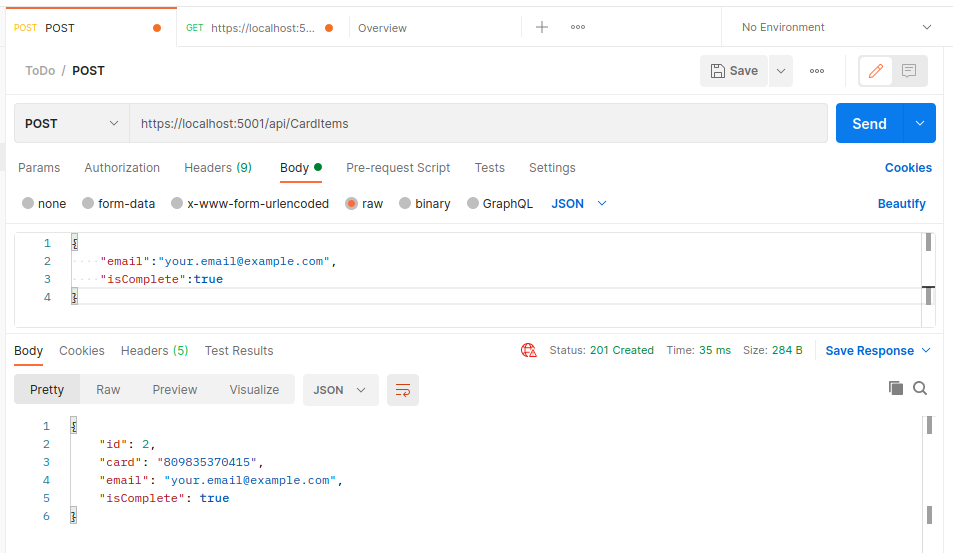 POST POST GET https://localhost:5... Overview No Environment
ToDo / POST Save
POST https://localhost:5001/api/CardItems Send
Params Authorization Headers (9) Body Pre-request Script Tests Settings Cookies
none form-data x-www-form-urlencoded raw binary GraphQL JSON Beautify
1 {
2 ····"email":"your.email@example.com",
3 ····"isComplete":true
4 }
Body Cookies Headers (5) Test Results Status: 201 Created Time: 35 ms Size: 284 B Save Response
Pretty Raw Preview Visualize JSON
1 {
2 "id": 2,
3 "card": "809835370415",
4 "email": "your.email@example.com",
5 "isComplete": true
6 }